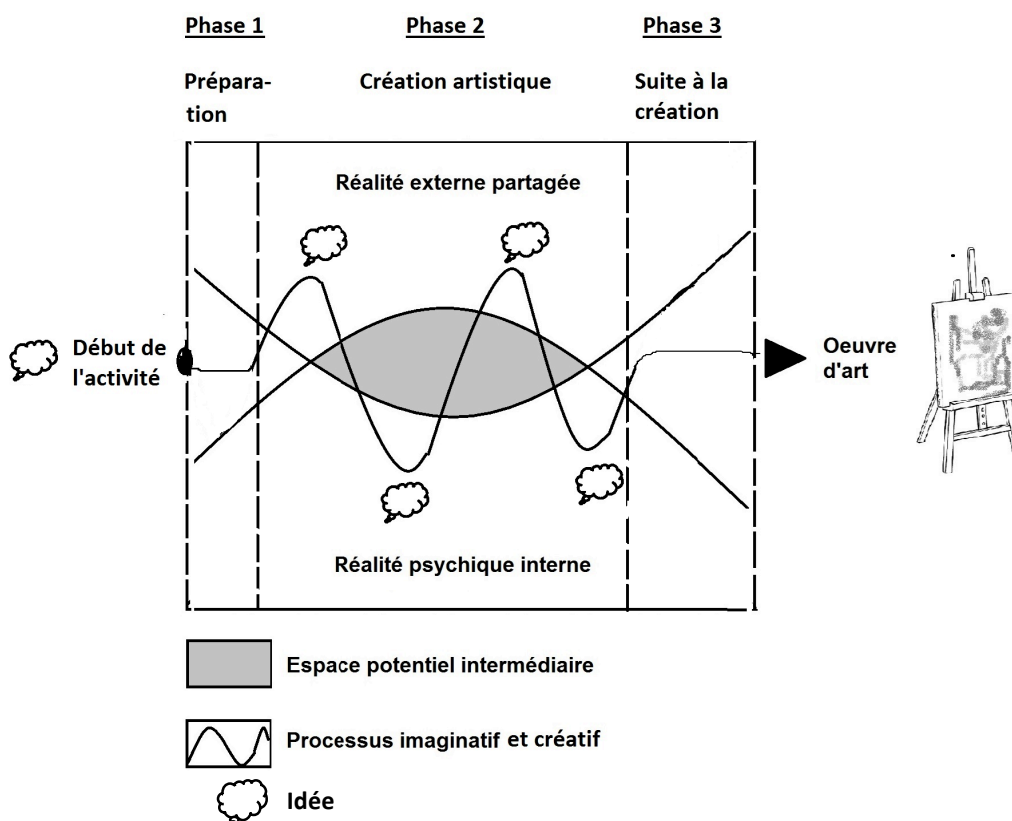 Phase 1
Phase 2
Phase 3
Prépara-
tion
Création artistique
Suite à la
création
Réalité externe partagée
Début de
l'activité
Oeuvre
d'art
Réalité psychique interne
Espace potentiel intermédiaire
Processus imaginatif et créatif
Idée